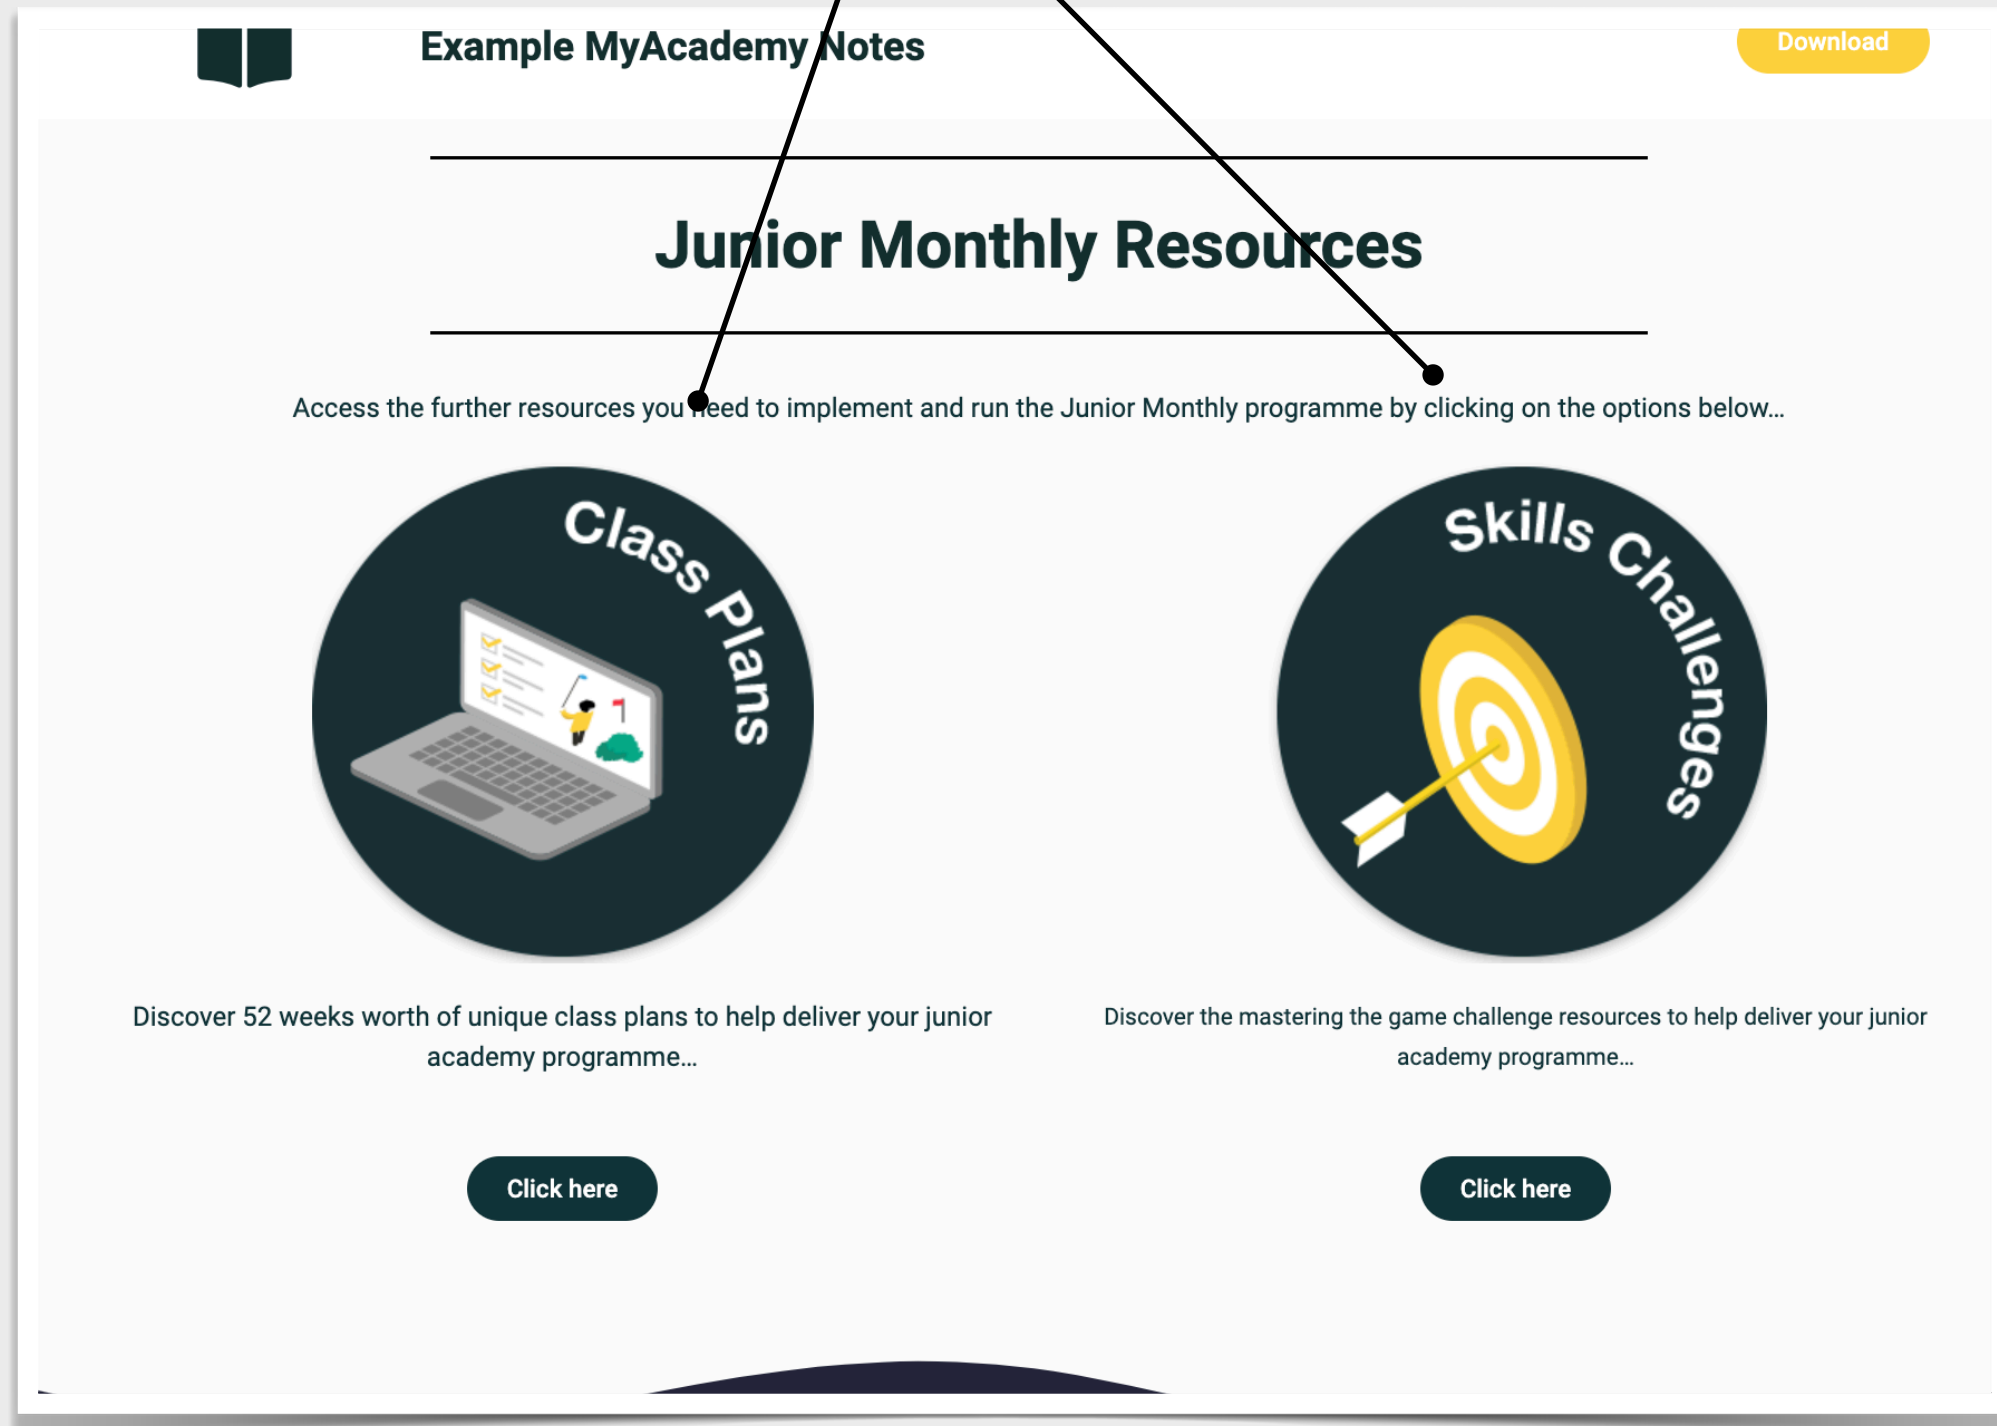 Example MyAcademy Notes
Download
Junior Monthly Resources
Access the further resources you need to implement and run the Junior Monthly programme by clicking on the options below...
Class Plans
Skills Challenges
Discover 52 weeks worth of unique class plans to help deliver your junior
academy programme...
Discover the mastering the game challenge resources to help deliver your junior
academy programme...
Click here
Click here